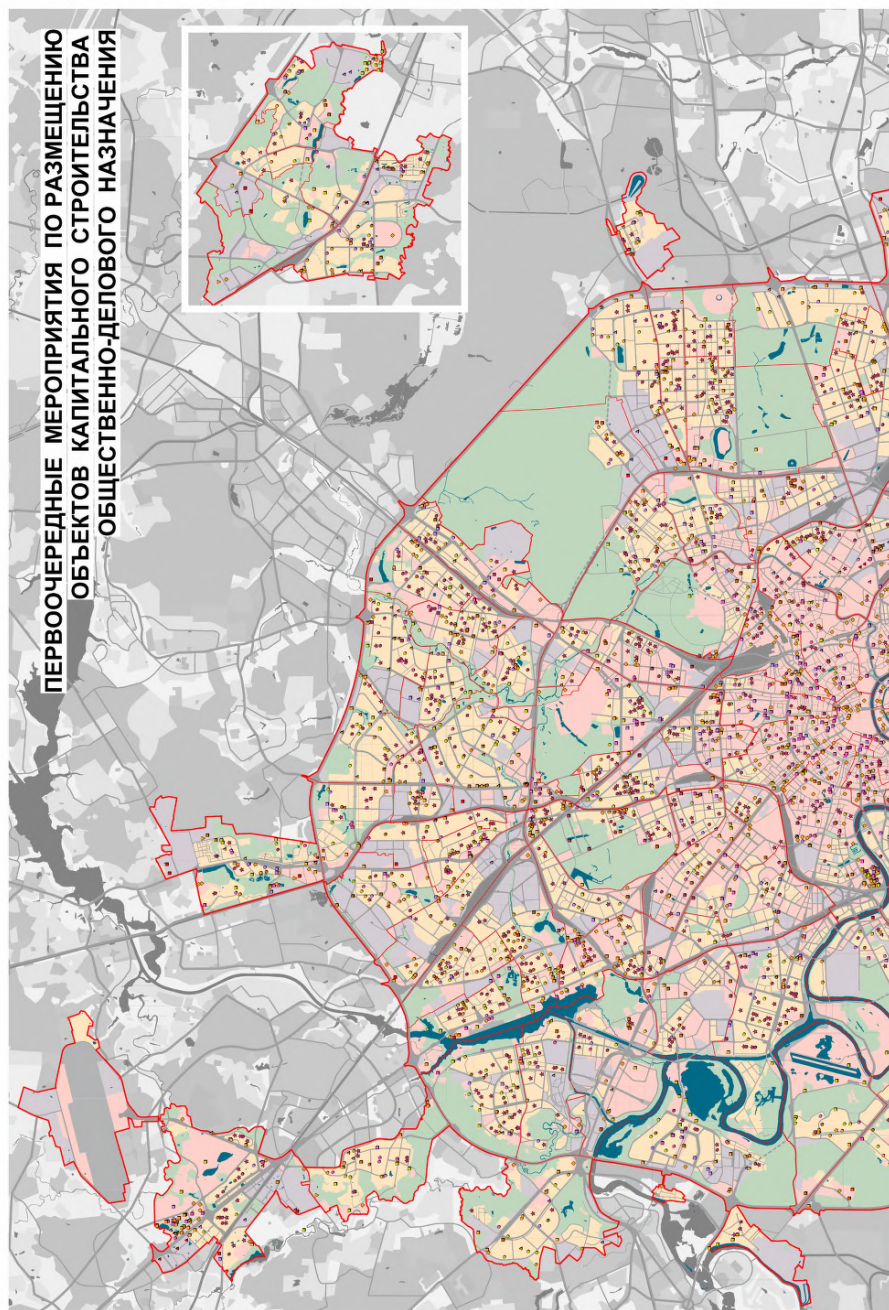 ПЕРВООЧЕРЕДНЫЕ МЕРОПРИЯТИЯ ПО РАЗМЕЩЕНИЮ
ОБЪЕКТОВ КАПИТАЛЬНОГО СТРОИТЕЛЬСТВА
ОБЩЕСТВЕННО-ДЕЛОВОГО НАЗНАЧЕНИЯ